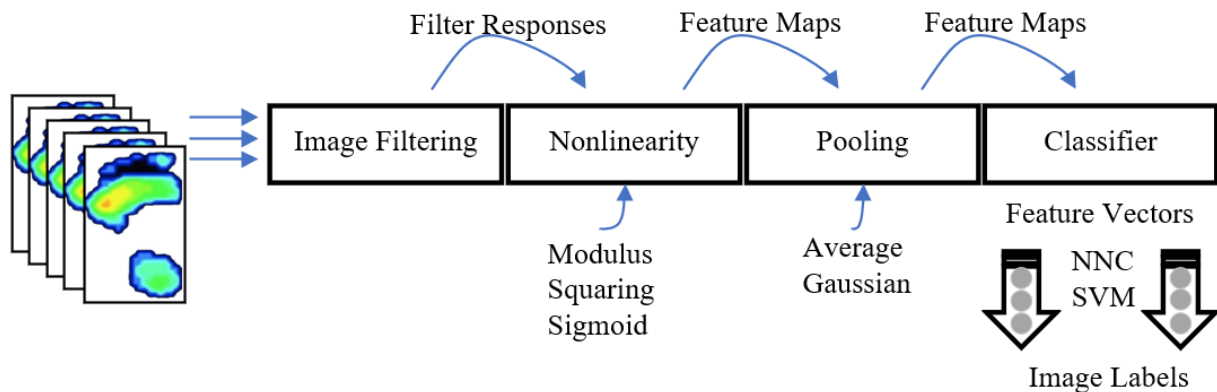 Filter Responses
Feature Maps
Feature Maps
Image Filtering
Nonlinearity
Pooling
Classifier
Modulus
Squaring
Sigmoid
Average
Gaussian
Feature Vectors
NNC
SVM
Image Labels